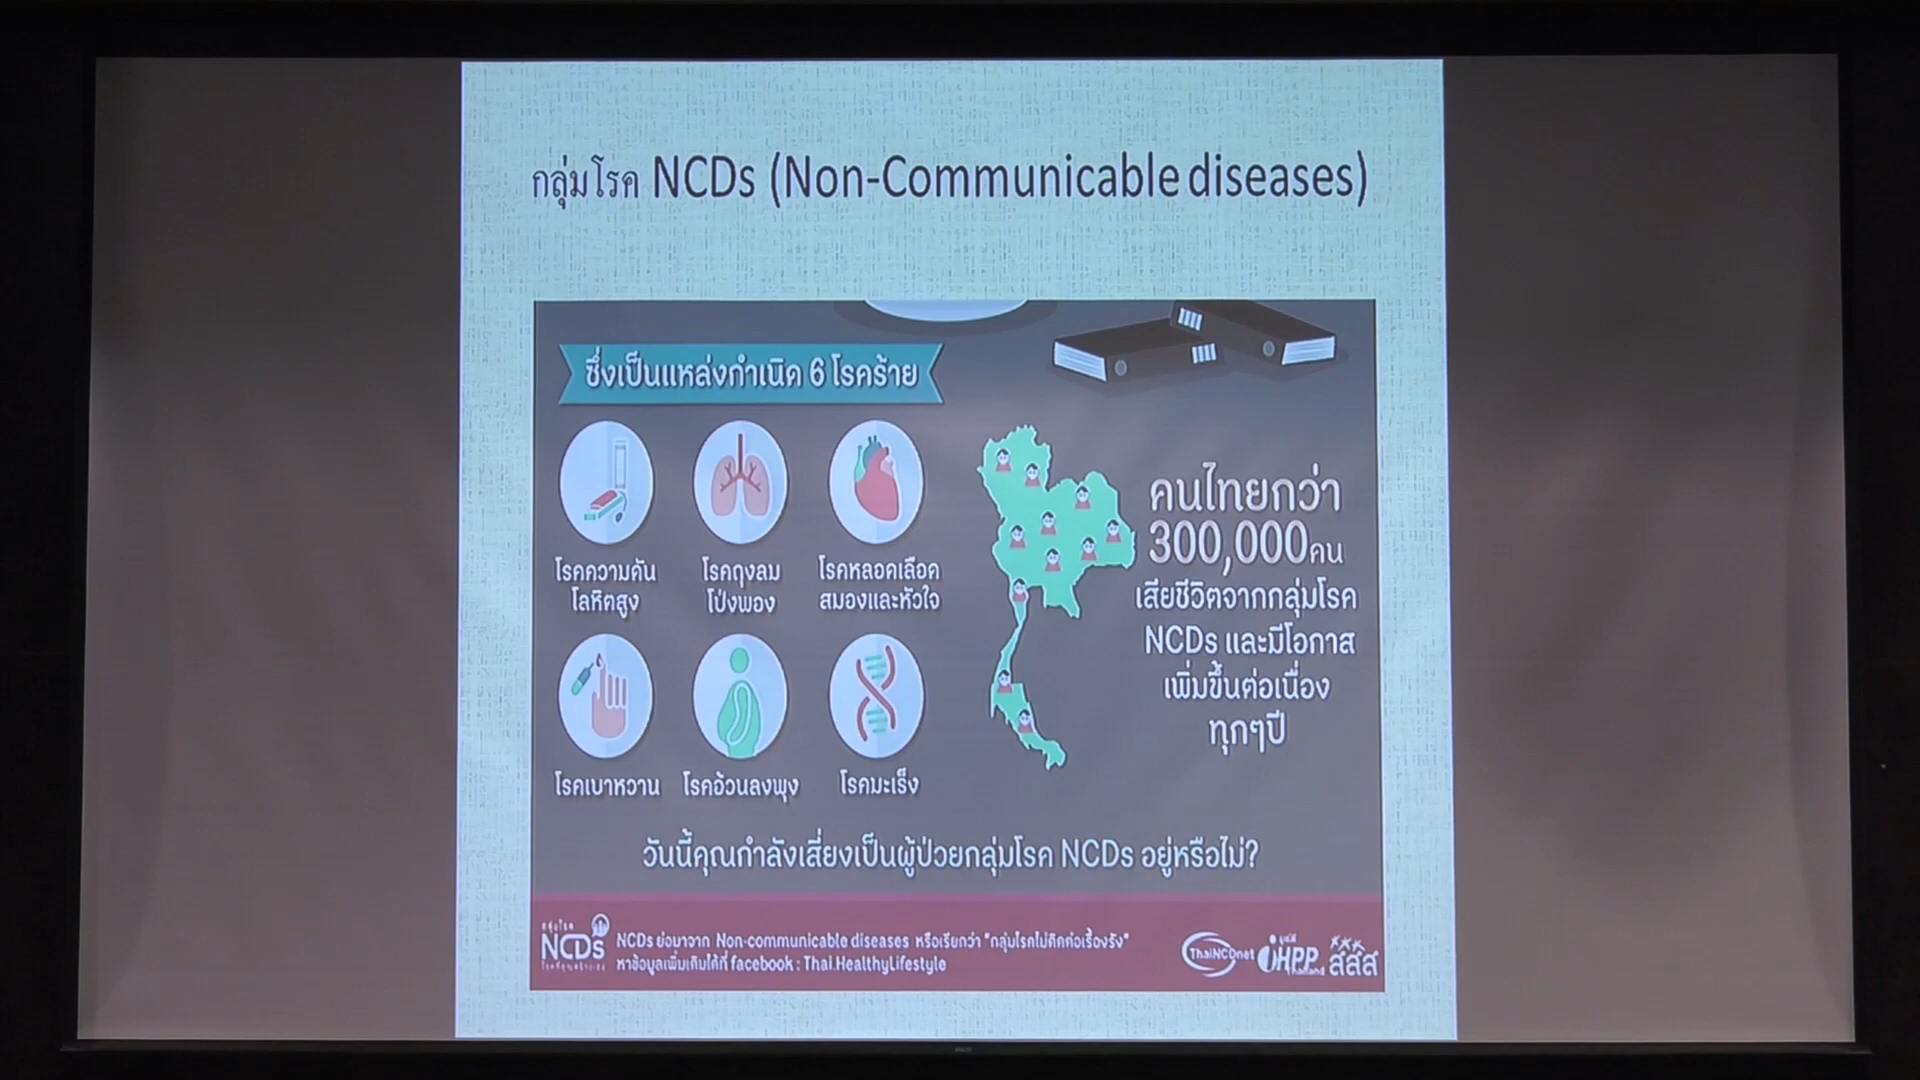 กลุ่มโรค NCDs (Non-Communicable diseases)
ซึ่งเป็นแหล่งกำเนิด 6 โรคร้าย
โรคความดัน
โลหิตสูง
โรคถุงลม
โป่งพอง
โรคหลอดเลือด
สมองและหัวใจ
โรคเบาหวาน
โรคอ้วนลงพุง
โรคมะเร็ง
คนไทยกว่า
300,000คน
เสียชีวิตจากกลุ่มโรค
NCDs และมีโอกาส
เพิ่มขึ้นต่อเนื่อง
ทุกๆปี
วันนี้คุณกำลังเสี่ยงเป็นผู้ป่วยกลุ่มโรค NCDs อยู่หรือไม่?
กลุ่มโรค
NCDs
NCDs ย่อมาจาก Non-communicable diseases หรือเรียกว่า "กลุ่มโรคไม่ติดต่อเรื้อรัง"
หาข้อมูลเพิ่มเติมได้ที่ facebook : Thai.HealthyLifestyle
ThaiNCDnet
มูลนิธิ
iHPP
Thailand
สสส